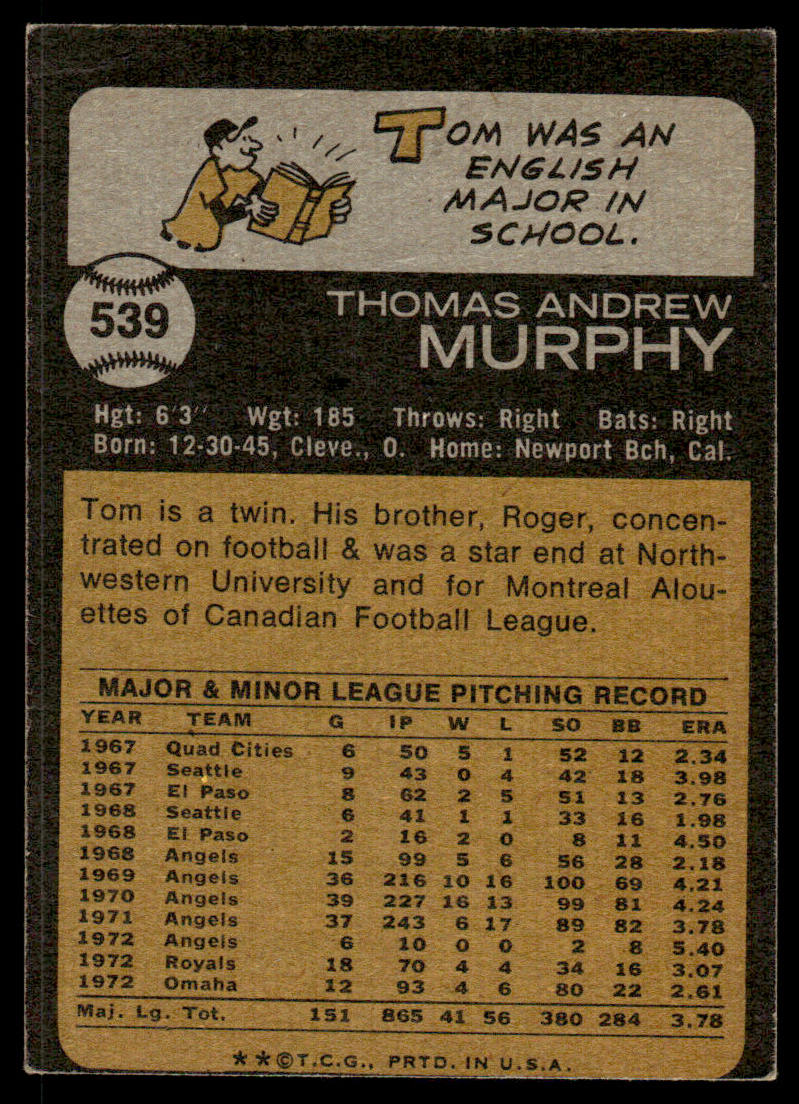 TOM WAS AN
ENGLISH
MAJOR IN
SCHOOL.
539
THOMAS ANDREW
MURPHY
Hgt: 6'3" Wgt: 185 Throws: Right Bats: Right
Born: 12-30-45, Cleve., O. Home: Newport Bch, Cal.
Tom is a twin. His brother, Roger, concen-
trated on football & was a star end at North-
western University and for Montreal Alou-
ettes of Canadian Football League.
MAJOR & MINOR LEAGUE PITCHING RECORD
YEAR TEAM G IP W L SO BB ERA
1967 Quad Cities 6 50 5 1 52 12 2.34
1967 Seattle 9 43 0 4 42 18 3.98
1967 El Paso 8 62 2 5 51 13 2.76
1968 Seattle 6 41 1 1 33 16 1.98
1968 El Paso 2 16 2 0 8 11 4.50
1968 Angels 15 99 5 6 56 28 2.18
1969 Angels 36 216 10 16 100 69 4.21
1970 Angels 39 227 16 13 99 81 4.24
1971 Angels 37 243 6 17 89 82 3.78
1972 Angels 6 10 0 0 2 8 5.40
1972 Royals 18 70 4 4 34 16 3.07
1972 Omaha 12 93 4 6 80 22 2.61
Maj. Lg. Tot. 151 865 41 56 380 284 3.78
**©T.C.G., PRTD. IN U.S.A.